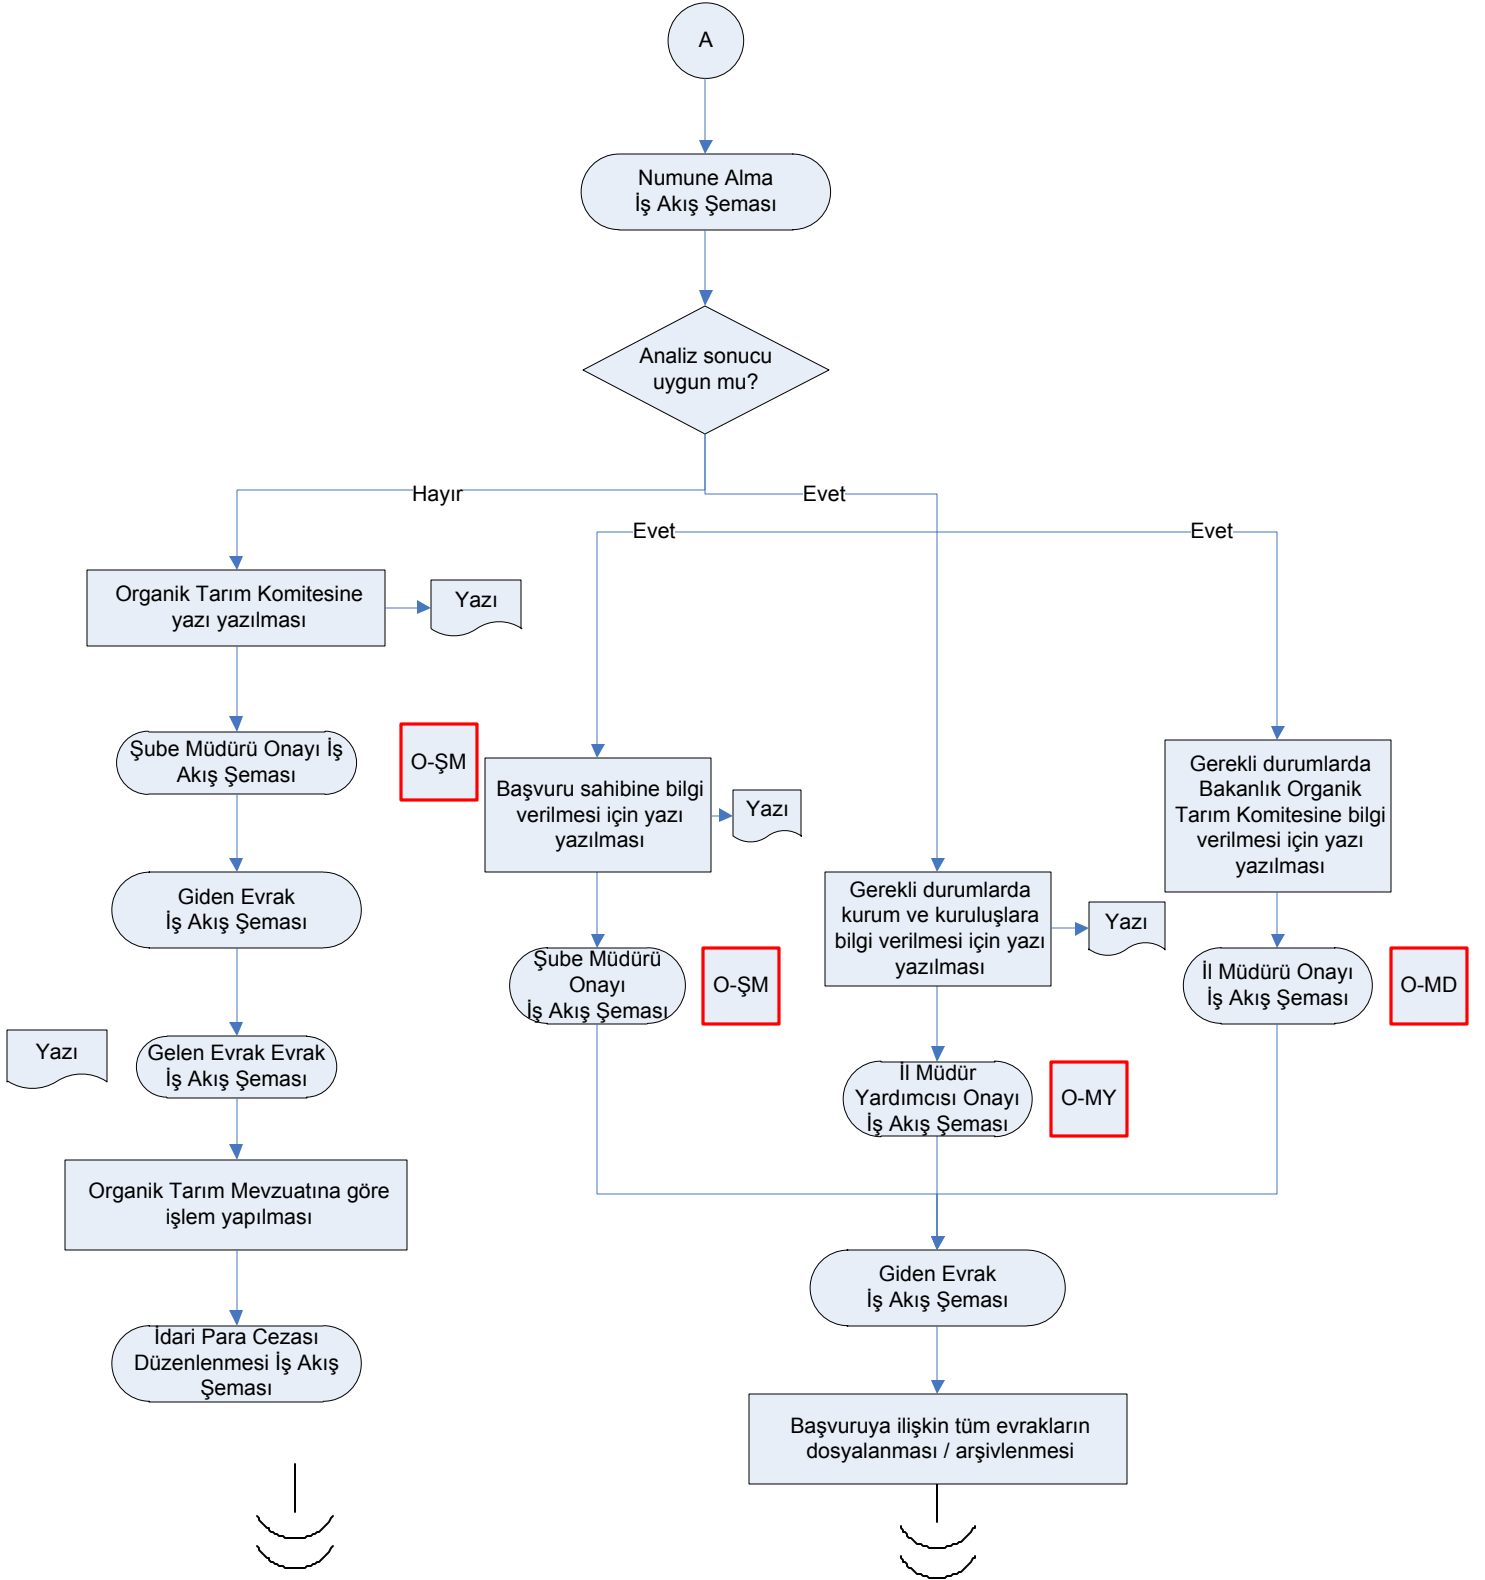 A
Numune Alma
İş Akış Şeması
Analiz sonucu
uygun mu?
Hayır
Evet
Evet
Evet
Organik Tarım Komitesine
yazı yazılması
Yazı
Şube Müdürü Onayı İş
Akış Şeması
O-ŞM
Giden Evrak
İş Akış Şeması
Yazı
Gelen Evrak Evrak
İş Akış Şeması
Organik Tarım Mevzuatına göre
işlem yapılması
İdari Para Cezası
Düzenlenmesi İş Akış
Şeması
Başvuru sahibine bilgi
verilmesi için yazı
yazılması
Yazı
Şube Müdürü
Onayı
İş Akış Şeması
O-ŞM
Gerekli durumlarda
kurum ve kuruluşlara
bilgi verilmesi için yazı
yazılması
Yazı
İl Müdür
Yardımcısı Onayı
İş Akış Şeması
O-MY
Gerekli durumlarda
Bakanlık Organik
Tarım Komitesine bilgi
verilmesi için yazı
yazılması
İl Müdürü Onayı
İş Akış Şeması
O-MD
Giden Evrak
İş Akış Şeması
Başvuruya ilişkin tüm evrakların
dosyalanması / arşivlenmesi